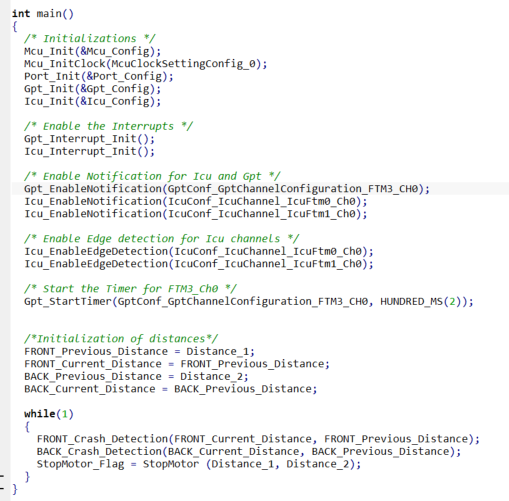 int main()
{
/* Initializations */
Mcu_Init(&Mcu_Config);
Mcu_InitClock(McuClockSettingConfig_0);
Port_Init(&Port_Config);
Gpt_Init(&Gpt_Config);
Icu_Init(&Icu_Config);
/* Enable the Interrupts */
Gpt_Interrupt_Init();
Icu_Interrupt_Init();
/* Enable Notification for Icu and Gpt */
Gpt_EnableNotification(GptConf_GptChannelConfiguration_FTM3_CH0);
Icu_EnableNotification(IcuConf_IcuChannel_IcuFtm0_Ch0);
Icu_EnableNotification(IcuConf_IcuChannel_IcuFtm1_Ch0);
/* Enable Edge detection for Icu channels */
Icu_EnableEdgeDetection(IcuConf_IcuChannel_IcuFtm0_Ch0);
Icu_EnableEdgeDetection(IcuConf_IcuChannel_IcuFtm1_Ch0);
/* Start the Timer for FTM3_Ch0 */
Gpt_StartTimer(GptConf_GptChannelConfiguration_FTM3_CH0, HUNDRED_MS(2));
/*Initialization of distances*/
FRONT_Previous_Distance = Distance_1;
FRONT_Current_Distance = FRONT_Previous_Distance;
BACK_Previous_Distance = Distance_2;
BACK_Current_Distance = BACK_Previous_Distance;
while(1)
{
FRONT_Crash_Detection(FRONT_Current_Distance, FRONT_Previous_Distance);
BACK_Crash_Detection(BACK_Current_Distance, BACK_Previous_Distance);
StopMotor_Flag = StopMotor (Distance_1, Distance_2);
}
}